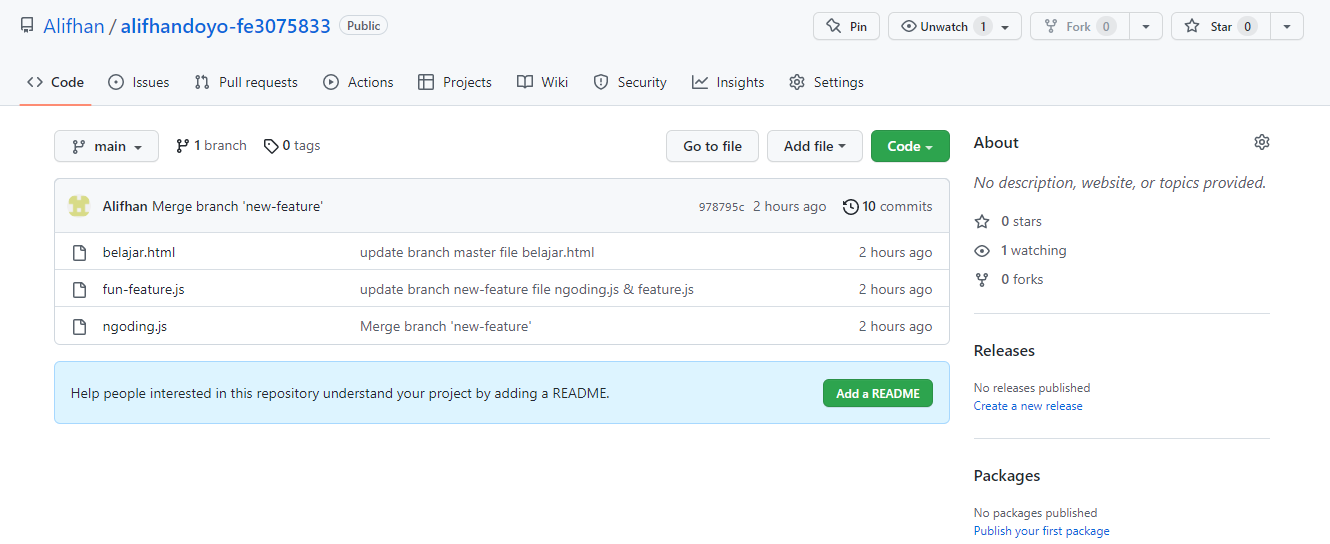 Alifhan / alifhandoyo-fe3075833 Public Pin Unwatch 1 Fork 0 Star 0
Code Issues Pull requests Actions Projects Wiki Security Insights Settings
main 1 branch 0 tags Go to file Add file Code
Alifhan Merge branch 'new-feature' 978795c 2 hours ago 10 commits
belajar.html update branch master file belajar.html 2 hours ago
fun-feature.js update branch new-feature file ngoding.js & feature.js 2 hours ago
ngoding.js Merge branch 'new-feature' 2 hours ago
Help people interested in this repository understand your project by adding a README. Add a README
About
No description, website, or topics provided.
0 stars
1 watching
0 forks
Releases
No releases published
Create a new release
Packages
No packages published
Publish your first package